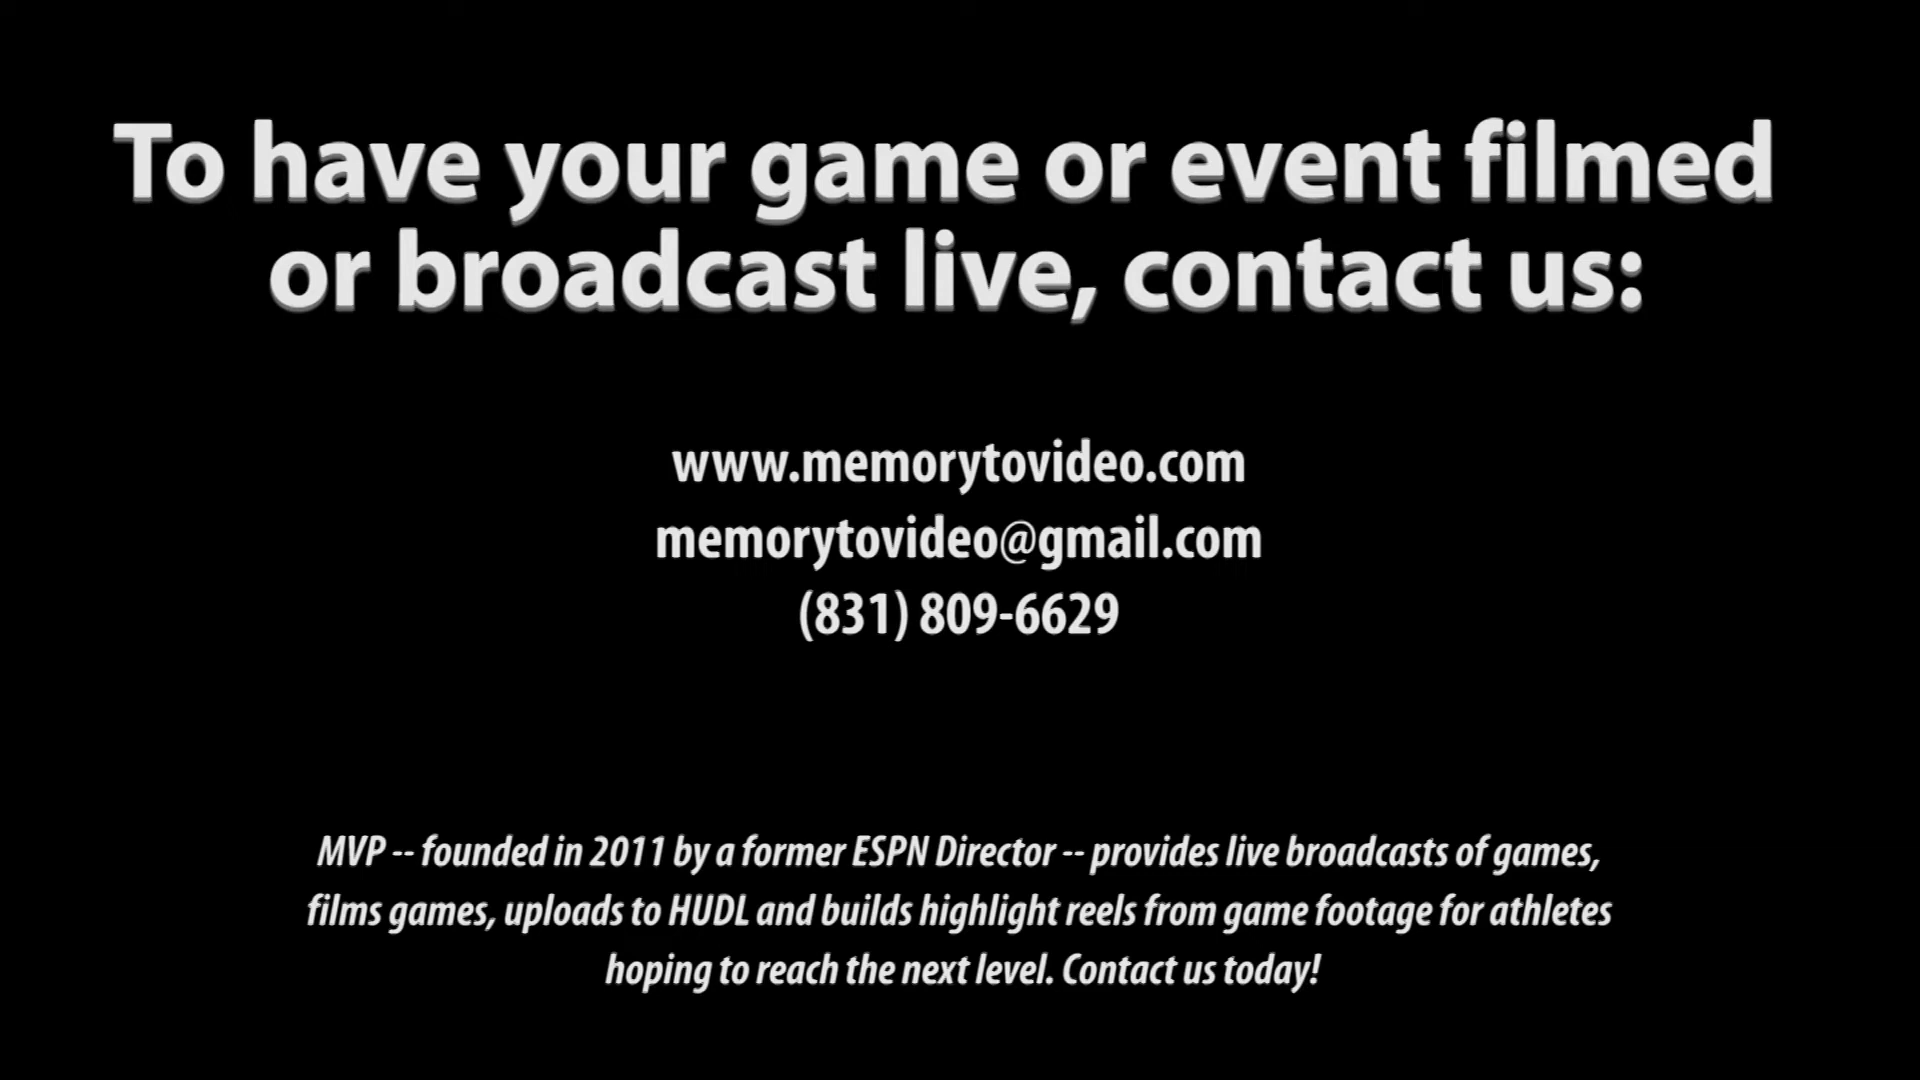 To have your game or event filmed
or broadcast live, contact us:
www.memorytovideo.com
memorytovideo@gmail.com
(831) 809-6629
MVP -- founded in 2011 by a former ESPN Director -- provides live broadcasts of games,
films games, uploads to HUDL and builds highlight reels from game footage for athletes
hoping to reach the next level. Contact us today!